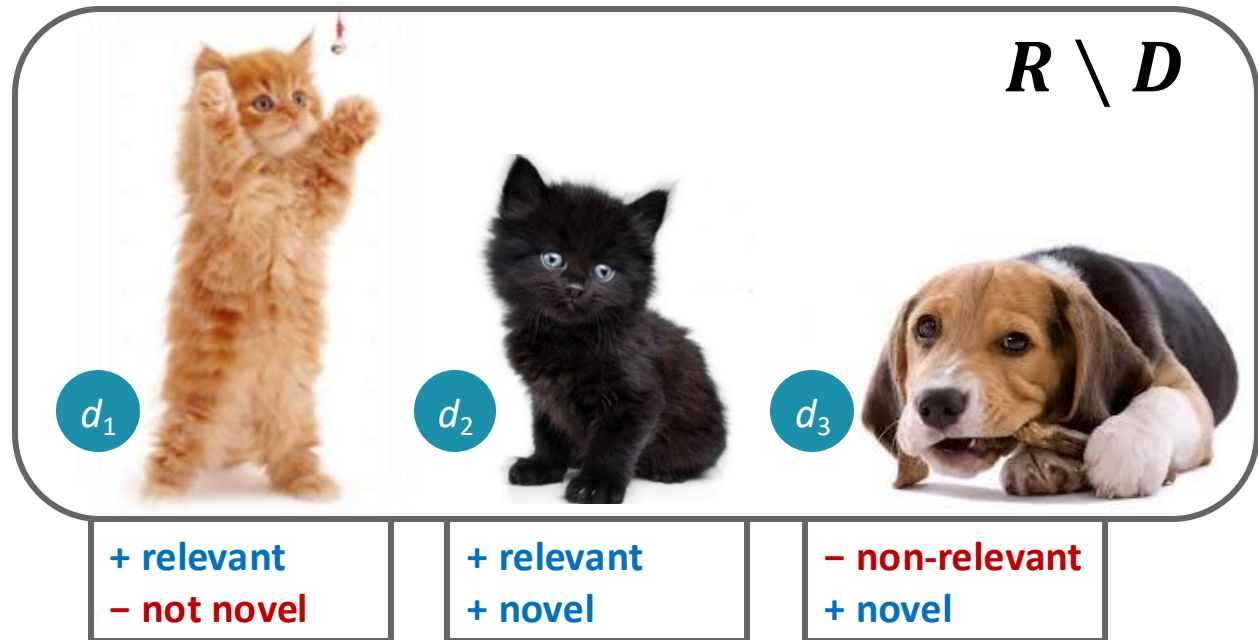 R \ D
d₁
d₂
d₃
+ relevant
− not novel
+ relevant
+ novel
− non-relevant
+ novel